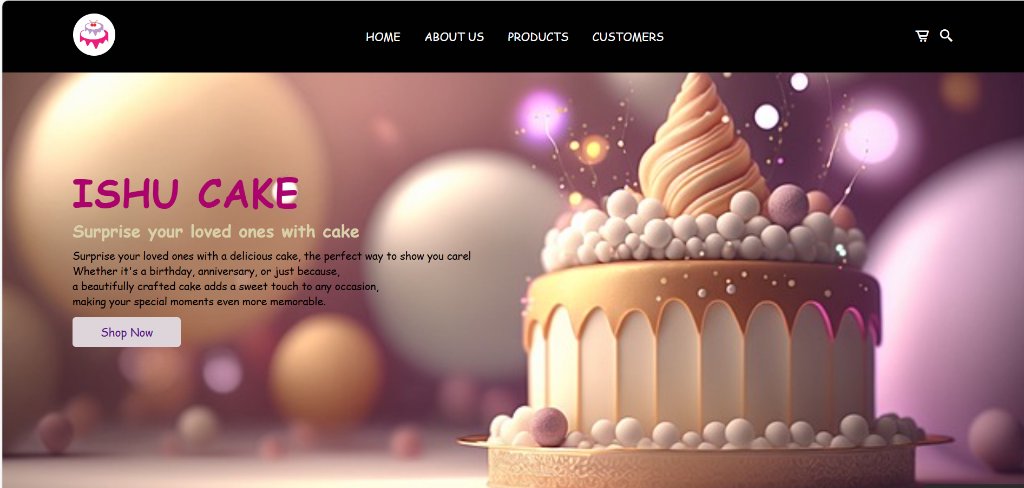 HOME ABOUT US PRODUCTS CUSTOMERS
ISHU CAKE
Surprise your loved ones with cake
Surprise your loved ones with a delicious cake, the perfect way to show you care!
Whether it's a birthday, anniversary, or just because,
a beautifully crafted cake adds a sweet touch to any occasion,
making your special moments even more memorable.
Shop Now